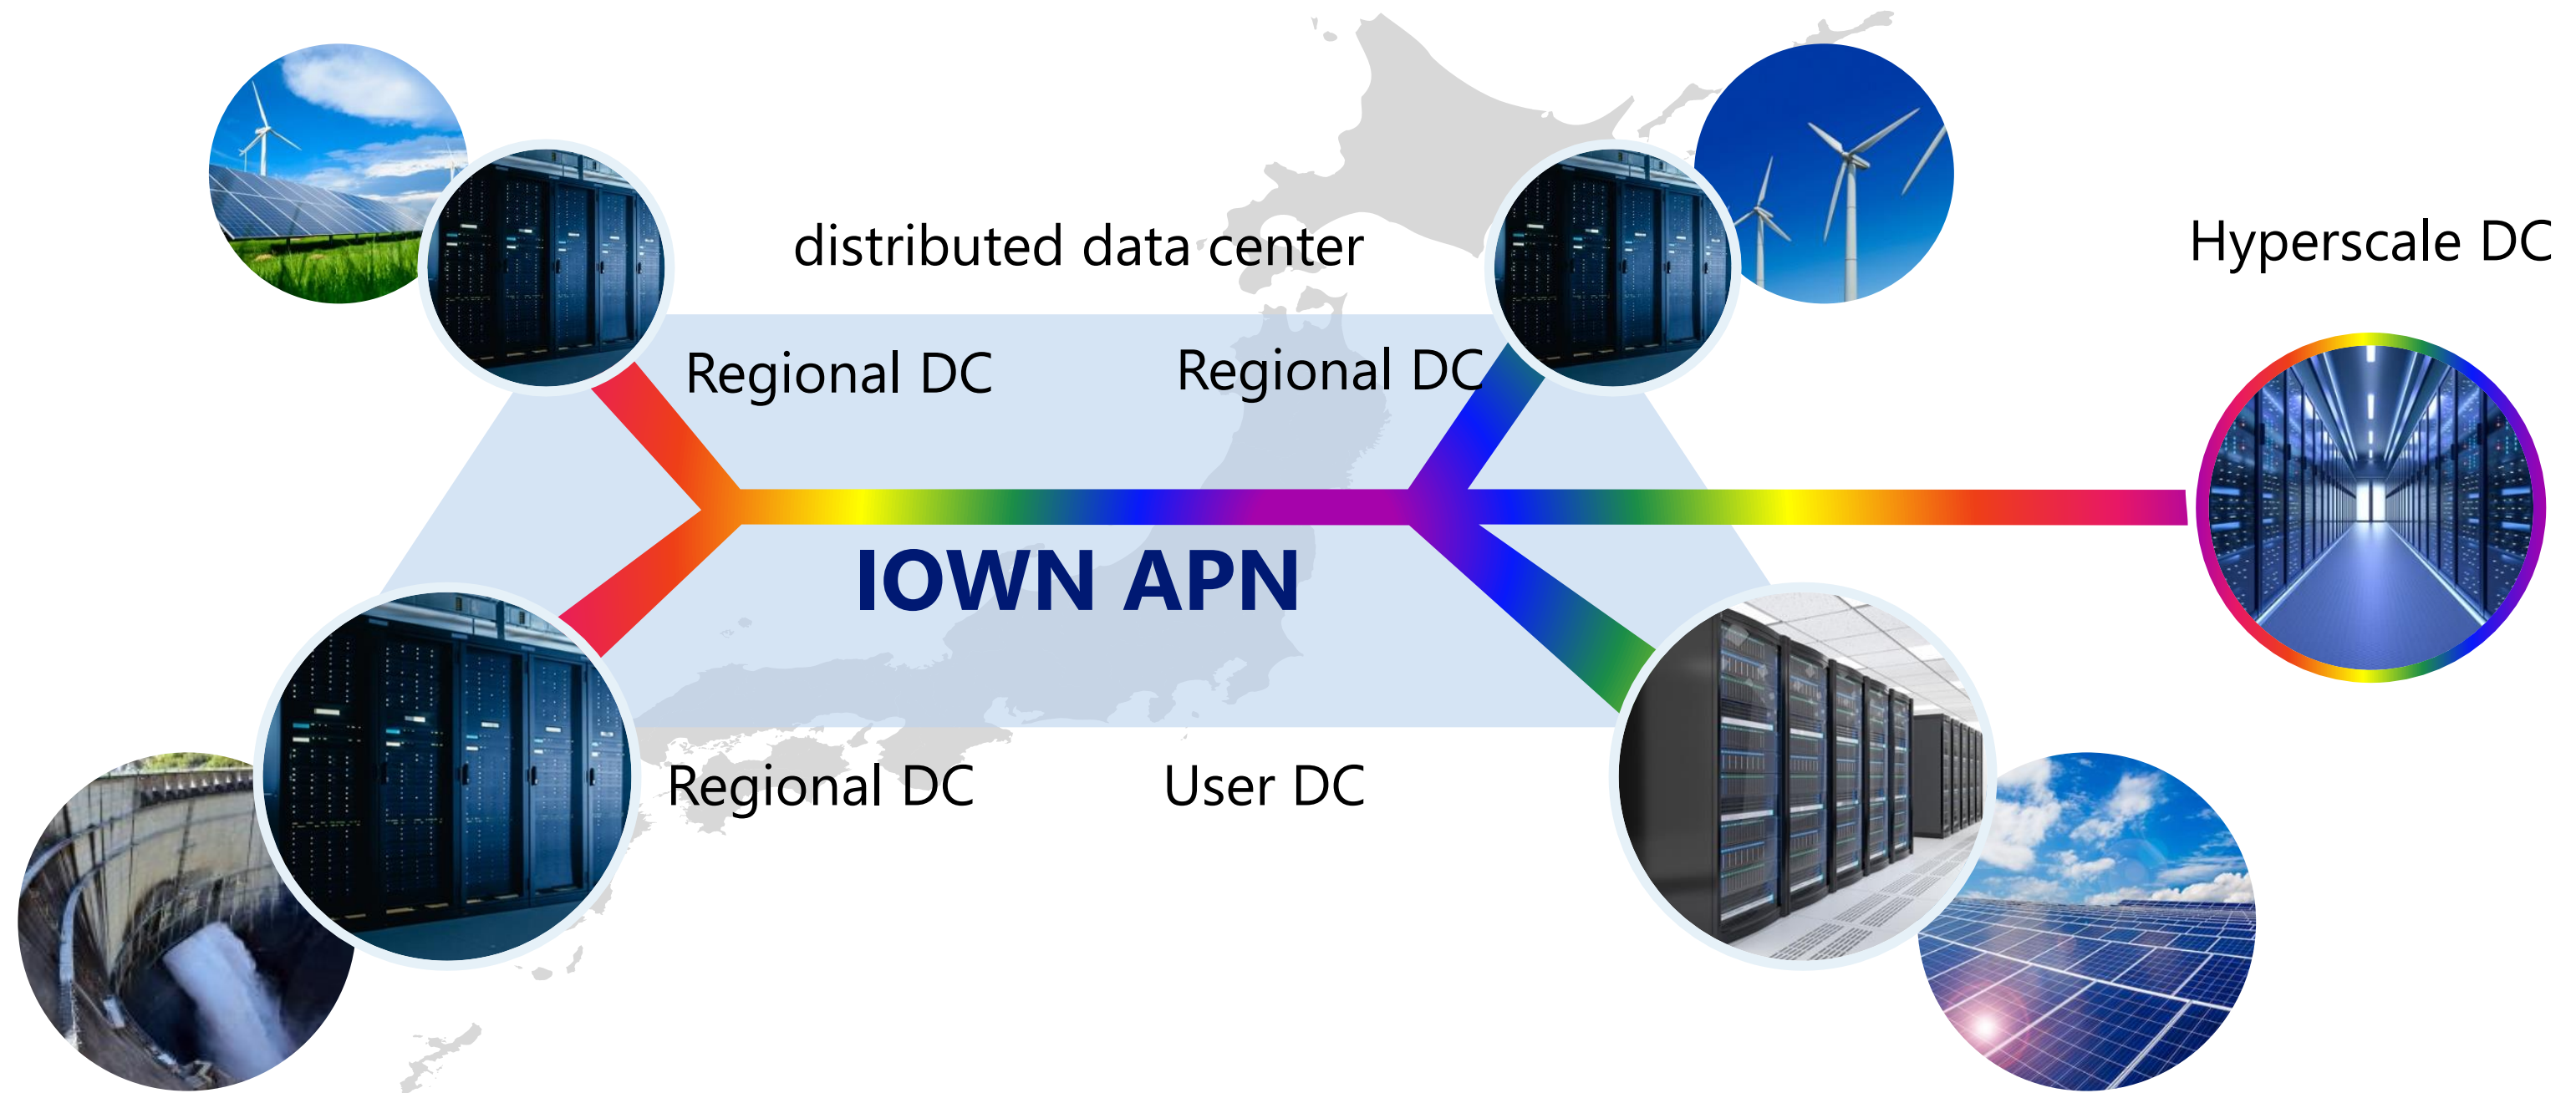 distributed data center
Hyperscale DC
Regional DC
Regional DC
IOWN APN
Regional DC
User DC